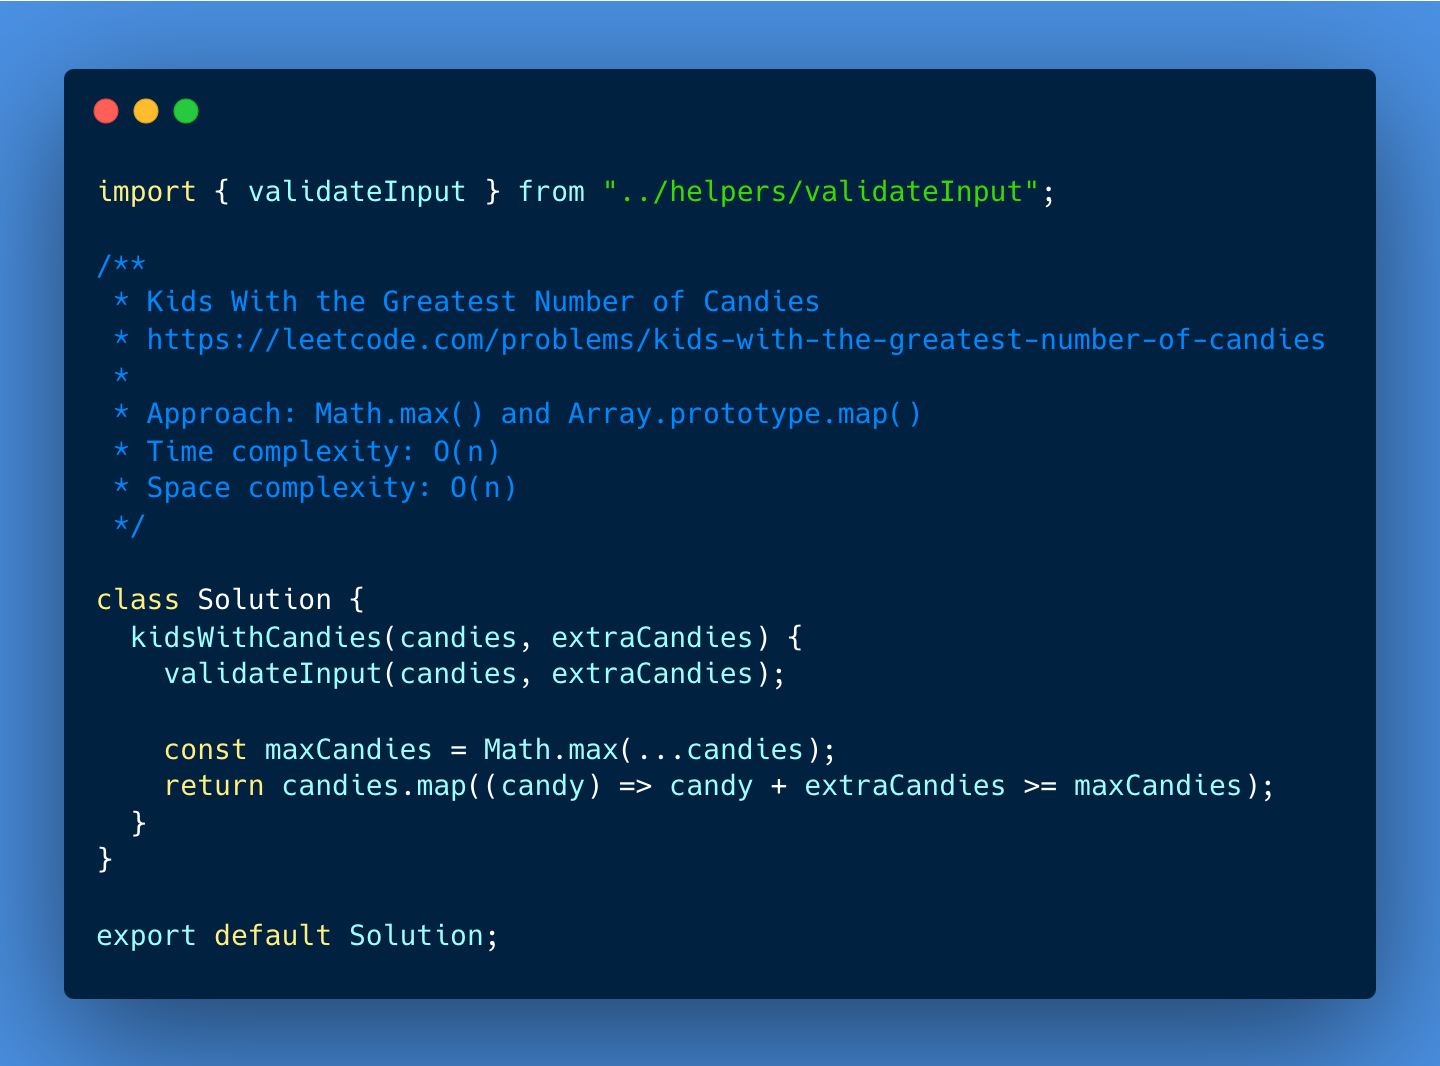 import { validateInput } from "../helpers/validateInput";
/**
 * Kids With the Greatest Number of Candies
 * https://leetcode.com/problems/kids-with-the-greatest-number-of-candies
 *
 * Approach: Math.max() and Array.prototype.map()
 * Time complexity: O(n)
 * Space complexity: O(n)
 */
class Solution {
  kidsWithCandies(candies, extraCandies) {
    validateInput(candies, extraCandies);
    const maxCandies = Math.max(...candies);
    return candies.map((candy) => candy + extraCandies >= maxCandies);
  }
}
export default Solution;